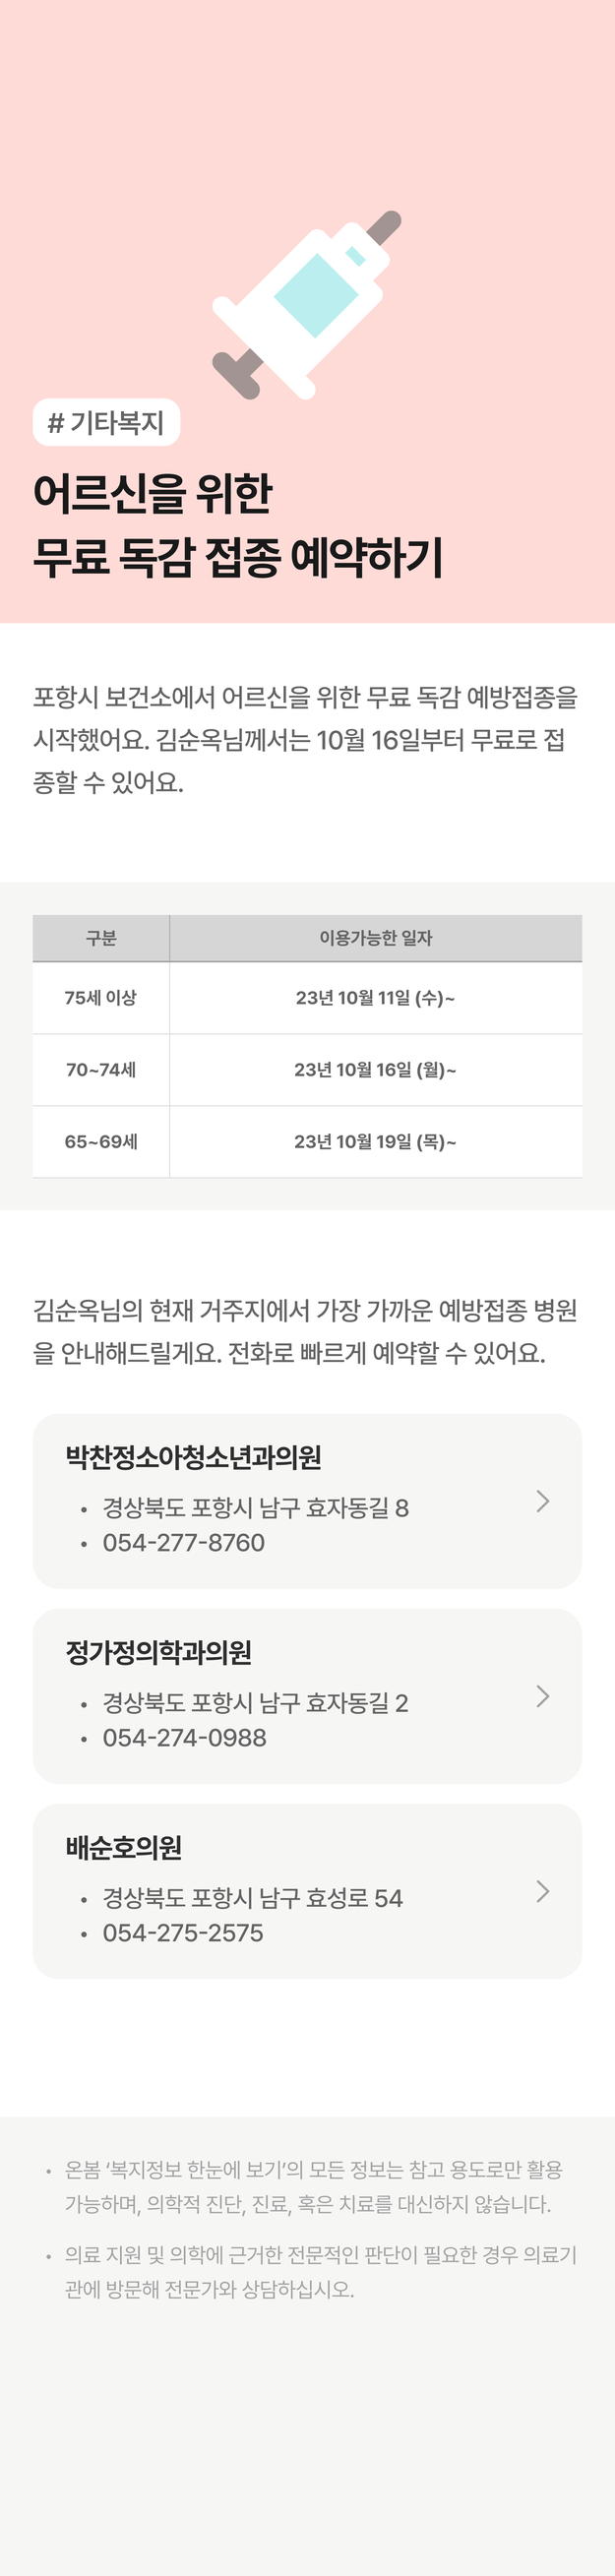 # 기타복지
어르신을 위한
무료 독감 접종 예약하기
포항시 보건소에서 어르신을 위한 무료 독감 예방접종을
시작했어요. 김순옥님께서는 10월 16일부터 무료로 접
종할 수 있어요.
구분 이용가능한 일자
75세 이상 23년 10월 11일 (수)~
70~74세 23년 10월 16일 (월)~
65~69세 23년 10월 19일 (목)~
김순옥님의 현재 거주지에서 가장 가까운 예방접종 병원
을 안내해드릴게요. 전화로 빠르게 예약할 수 있어요.
박찬정소아청소년과의원
• 경상북도 포항시 남구 효자동길 8
• 054-277-8760
정가정의학과의원
• 경상북도 포항시 남구 효자동길 2
• 054-274-0988
배순호의원
• 경상북도 포항시 남구 효성로 54
• 054-275-2575
• 온봄 ‘복지정보 한눈에 보기’의 모든 정보는 참고 용도로만 활용
가능하며, 의학적 진단, 진료, 혹은 치료를 대신하지 않습니다.
• 의료 지원 및 의학에 근거한 전문적인 판단이 필요한 경우 의료기
관에 방문해 전문가와 상담하십시오.